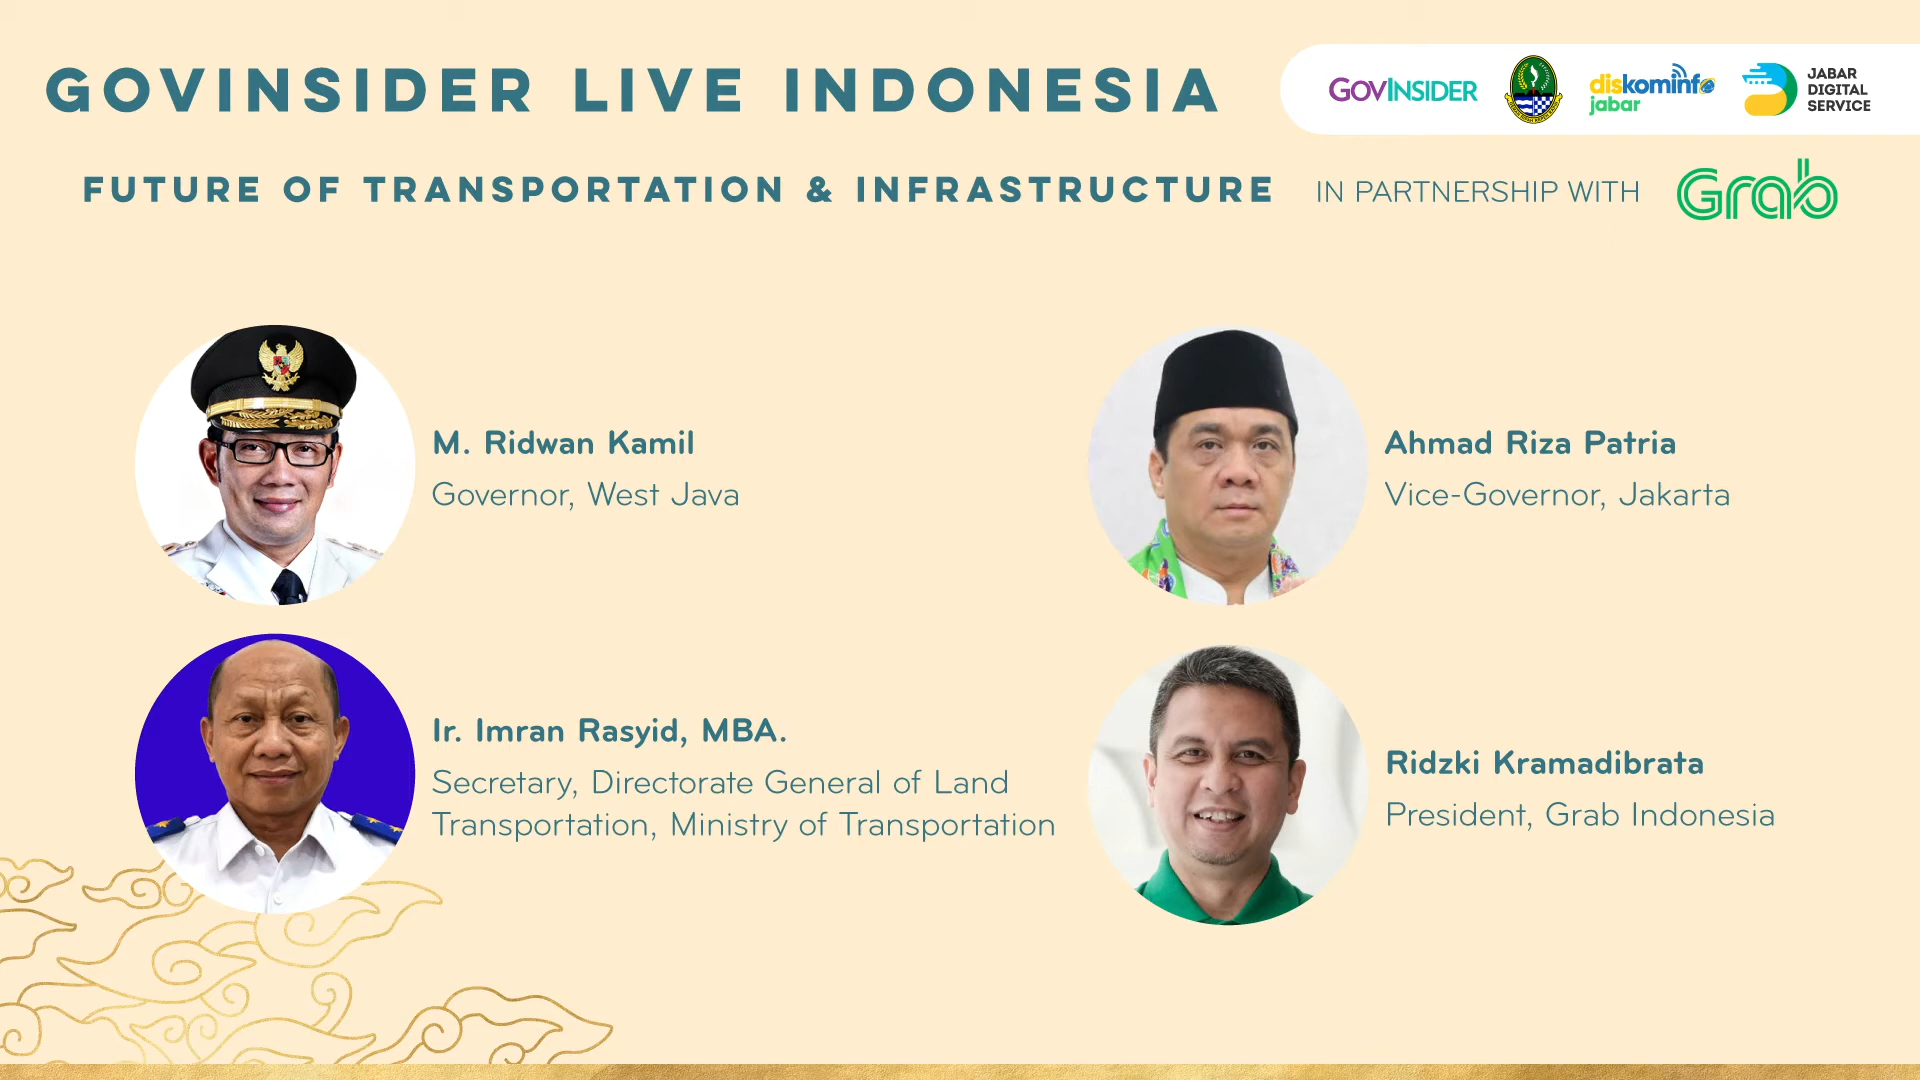 GOVINSIDER LIVE INDONESIA
GOVINSIDER
diskominfo
jabar
JABAR
DIGITAL
SERVICE
FUTURE OF TRANSPORTATION & INFRASTRUCTURE IN PARTNERSHIP WITH Grab
M. Ridwan Kamil
Governor, West Java
Ahmad Riza Patria
Vice-Governor, Jakarta
Ir. Imran Rasyid, MBA.
Secretary, Directorate General of Land
Transportation, Ministry of Transportation
Ridzki Kramadibrata
President, Grab Indonesia